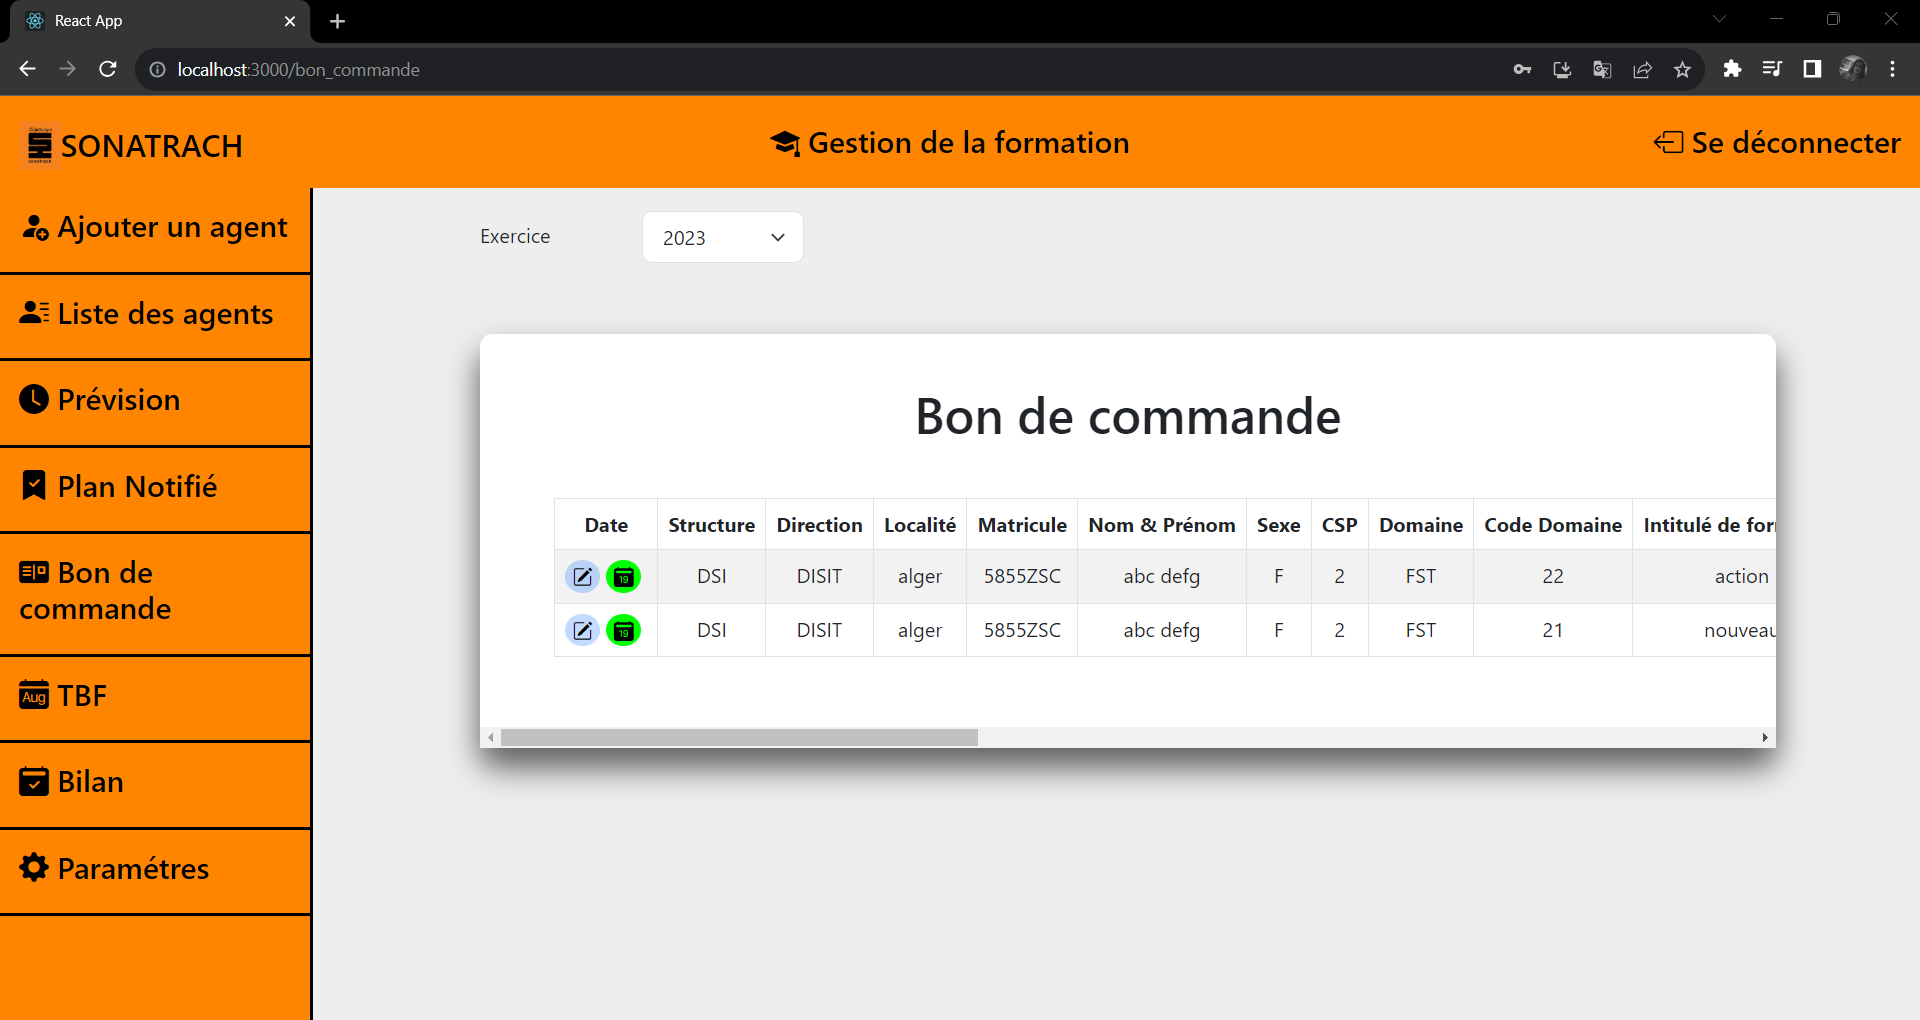 React App
localhost:3000/bon_commande
SONATRACH
Gestion de la formation
Se déconnecter
Ajouter un agent
Liste des agents
Prévision
Plan Notifié
Bon de
commande
Aug TBF
Bilan
Paramétres
Exercice 2023
Bon de commande
Date Structure Direction Localité Matricule Nom & Prénom Sexe CSP Domaine Code Domaine Intitulé de for
19 DSI DISIT alger 5855ZSC abc defg F 2 FST 22 action
19 DSI DISIT alger 5855ZSC abc defg F 2 FST 21 nouveau